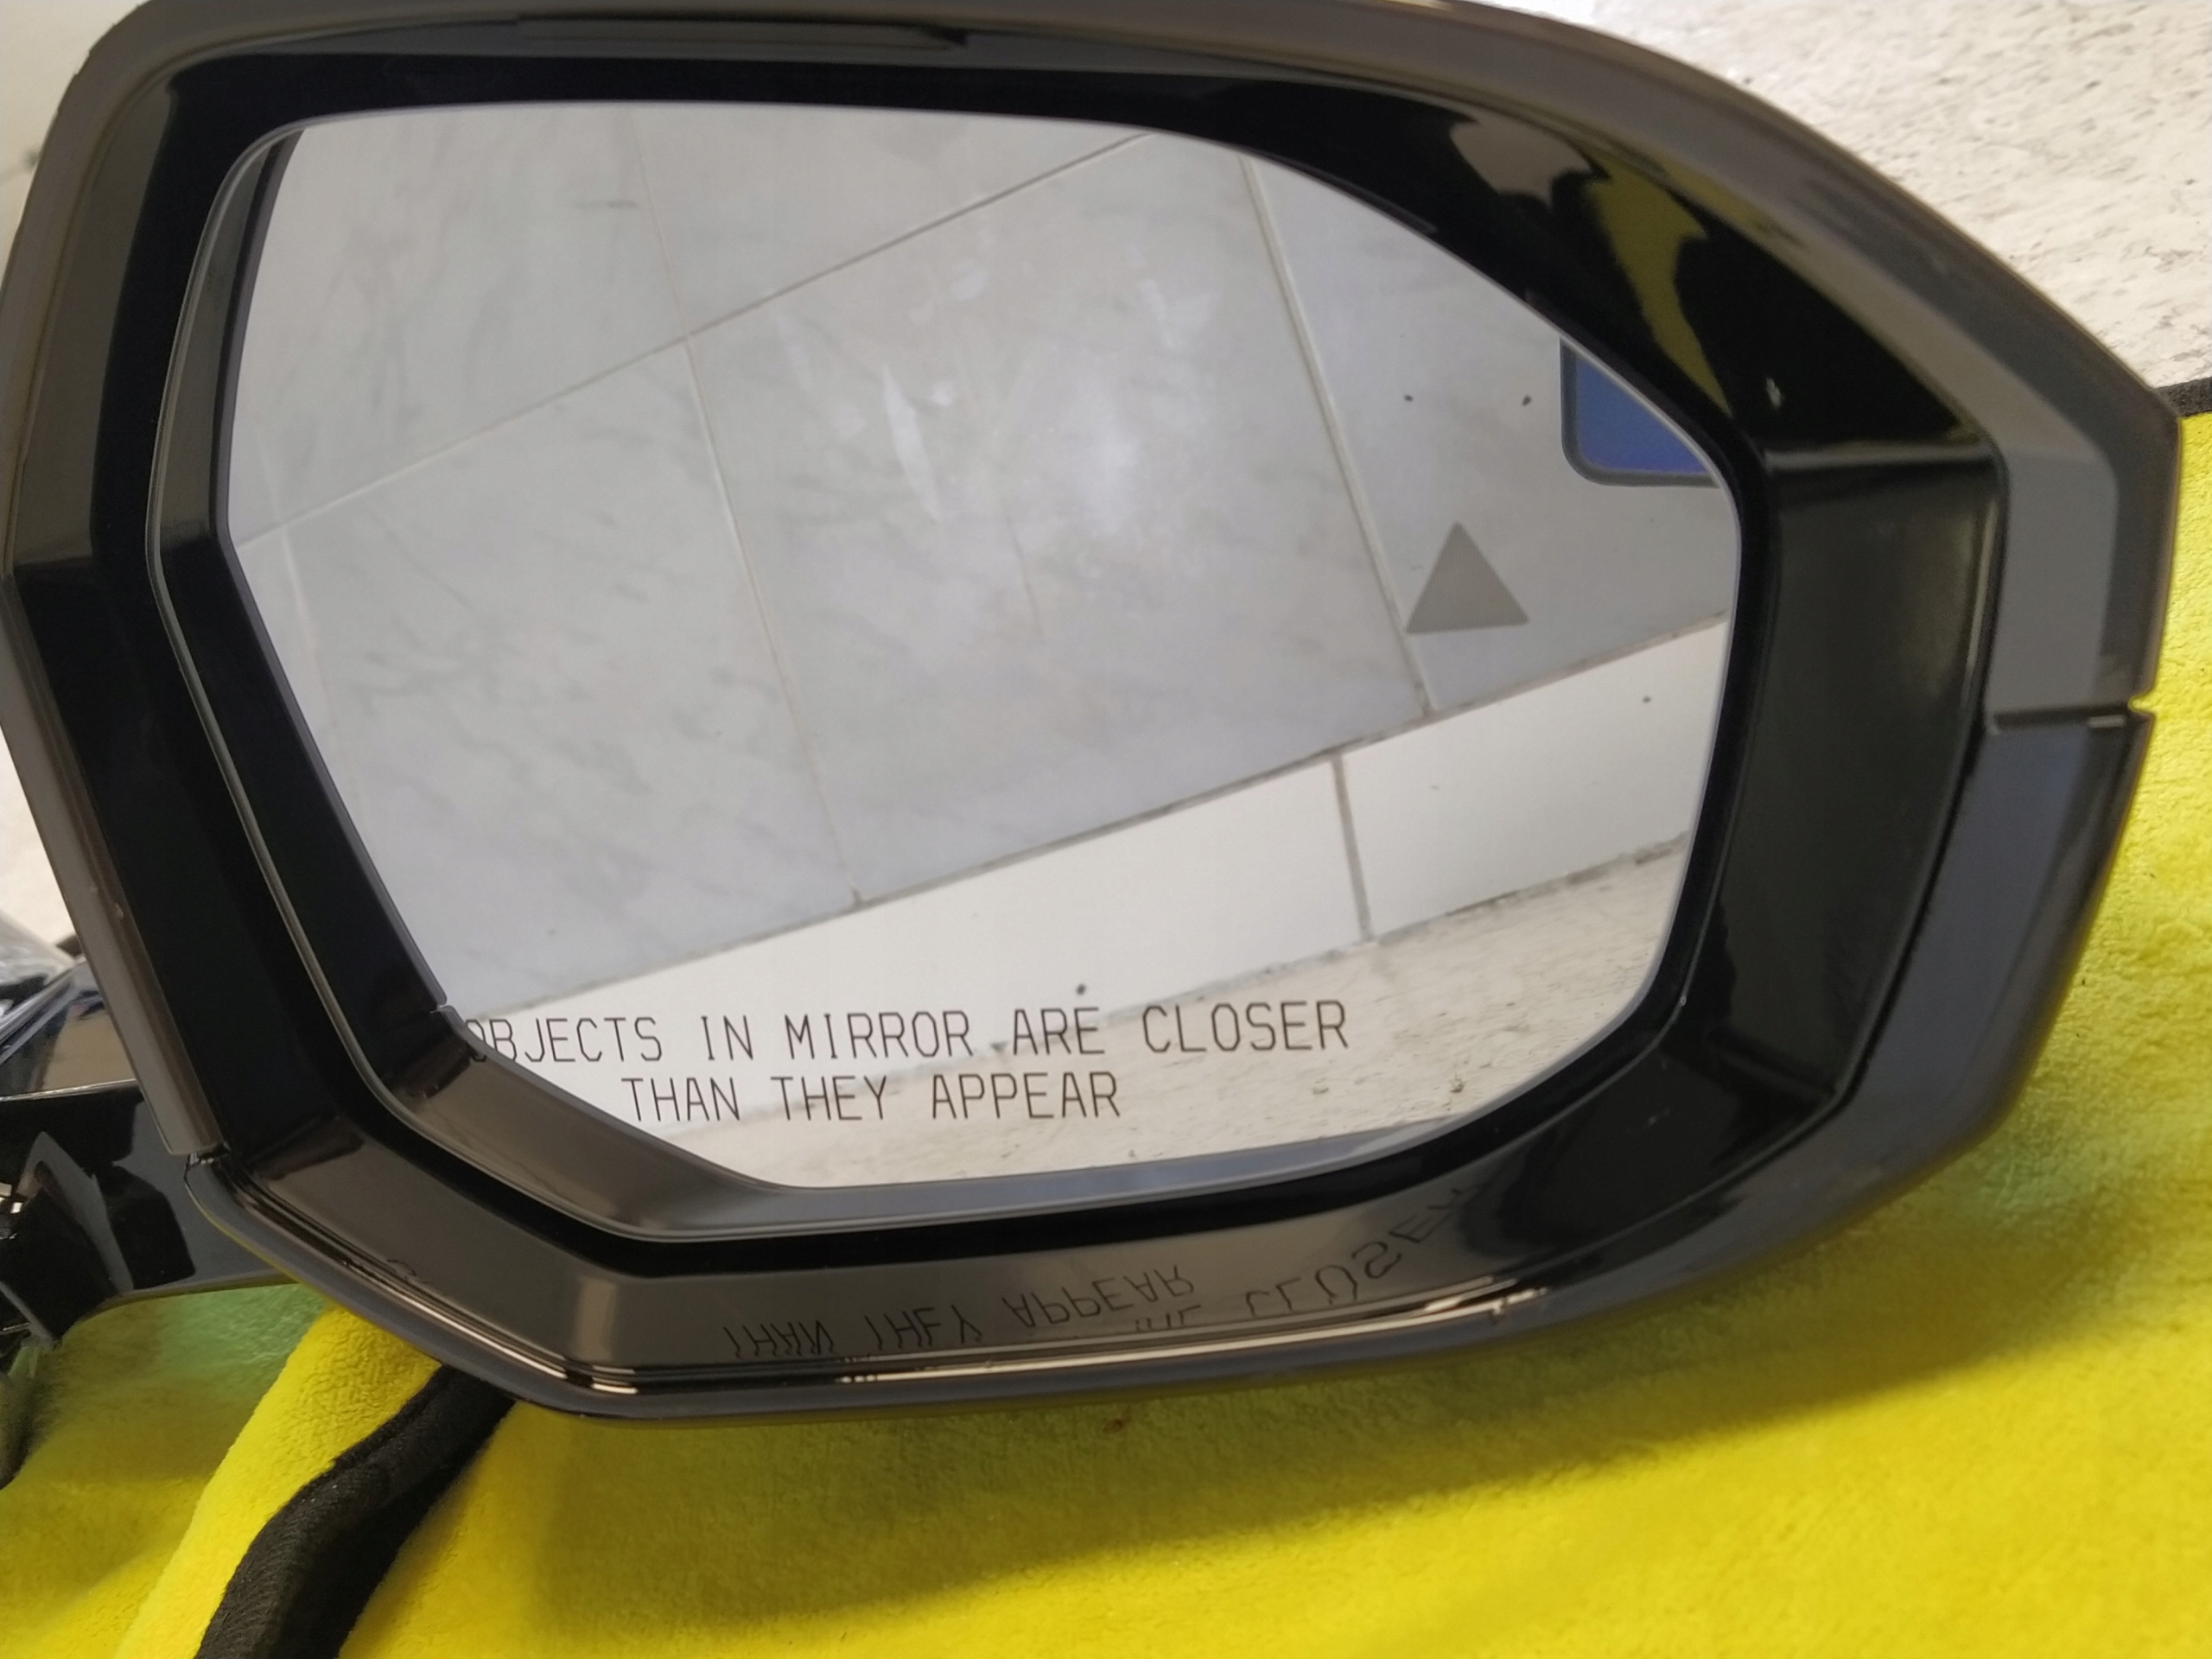 OBJECTS IN MIRROR ARE CLOSER
THAN THEY APPEAR